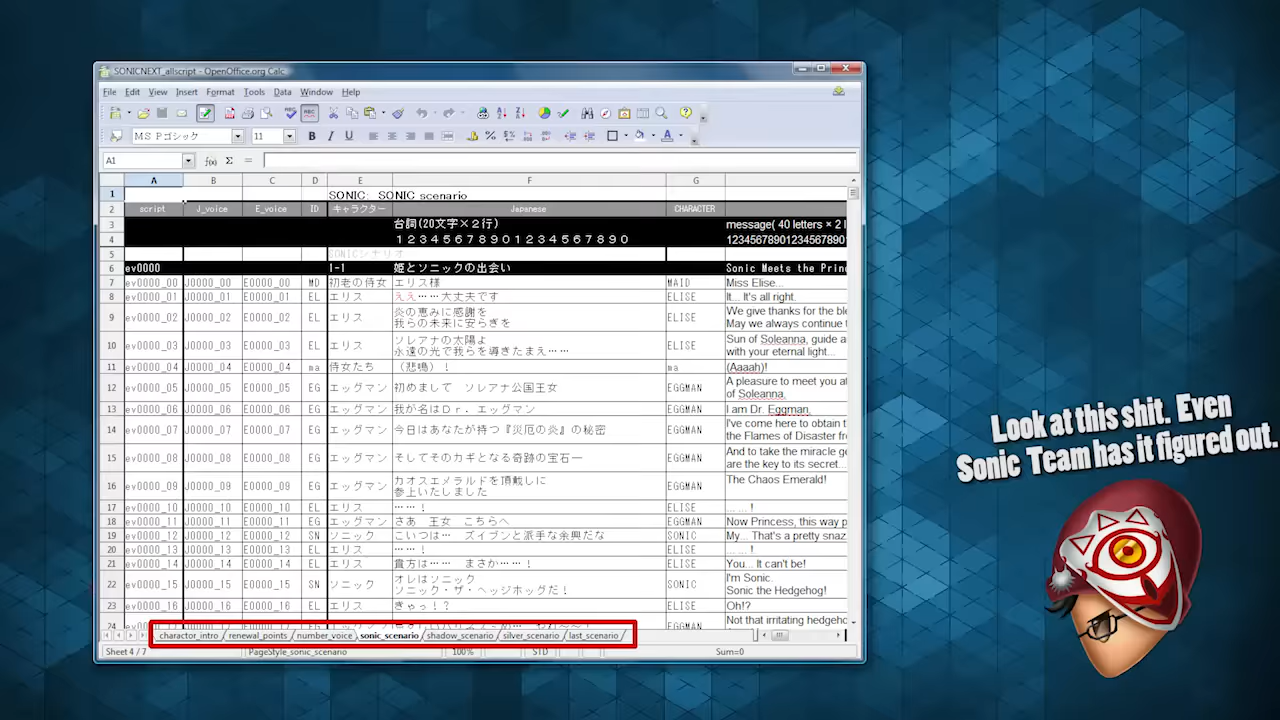 SONICNEXT_allscript - OpenOffice.org Calc
File Edit View Insert Format Tools Data Window Help
MS Pゴシック 11
A1
A B C D E F G
1 SONIC: SONIC scenario
2 script J_voice E_voice ID キャラクター Japanese CHARACTER
3 台詞(20文字×2行) message( 40 letters × 2 l
4 12345678901234567890 12345678901234567890
5 SONICシナリオ
6 ev0000 1-1 姫とソニックの出会い Sonic Meets the Prin
7 ev0000_00 J0000_00 E0000_00 MD 初老の侍女 エリス様 MAID Miss Elise...
8 ev0000_01 J0000_01 E0000_01 EL エリス ええ……大丈夫です ELISE It... It's all right.
9 ev0000_02 J0000_02 E0000_02 EL エリス 炎の恵みに感謝を ELISE We give thanks for the ble
我らの未来に安らぎを May we always continue t
10 ev0000_03 J0000_03 E0000_03 EL エリス ソレアナの太陽よ ELISE Sun of Soleanna, guide a
永遠の光で我らを導きたまえ…… with your eternal light...
11 ev0000_04 J0000_04 E0000_04 ma 侍女たち (悲鳴)! ma (Aaaah)!
12 ev0000_05 J0000_05 E0000_05 EG エッグマン 初めまして ソレアナ公国王女 EGGMAN A pleasure to meet you at
of Soleanna.
13 ev0000_06 J0000_06 E0000_06 EG エッグマン 我が名はDr.エッグマン EGGMAN I am Dr. Eggman.
14 ev0000_07 J0000_07 E0000_07 EG エッグマン 今日はあなたが持つ『災厄の炎』の秘密 EGGMAN I've come here to obtain t
the Flames of Disaster fr
15 ev0000_08 J0000_08 E0000_08 EG エッグマン そしてそのカギとなる奇跡の宝石― EGGMAN And to take the miracle ge
are the key to its secret...
16 ev0000_09 J0000_09 E0000_09 EG エッグマン カオスエメラルドを頂戴しに EGGMAN The Chaos Emerald!
参上いたしました
17 ev0000_10 J0000_10 E0000_10 EL エリス ……! ELISE ... ... !
18 ev0000_11 J0000_11 E0000_11 EG エッグマン さあ 王女 こちらへ EGGMAN Now Princess, this way p
19 ev0000_12 J0000_12 E0000_12 SN ソニック こいつは… ズイブンと派手な余興だな SONIC My... That's a pretty snaz
20 ev0000_13 J0000_13 E0000_13 EL エリス ……! ELISE ... ... !
21 ev0000_14 J0000_14 E0000_14 EL エリス 貴方は… まさか……! ELISE You... It can't be!
22 ev0000_15 J0000_15 E0000_15 SN ソニック オレはソニック SONIC I'm Sonic.
ソニック・ザ・ヘッジホッグだ! Sonic the Hedgehog!
23 ev0000_16 J0000_16 E0000_16 EL エリス きゃっ!? ELISE Oh!?
24 Not that irritating hedgeho
charactor_intro renewal_points number_voice sonic_scenario shadow_scenario silver_scenario last_scenario
Sheet 4 / 7 PageStyle_sonic_scenario 100% STD Sum=0
Look at this shit. Even
Sonic Team has it figured out.